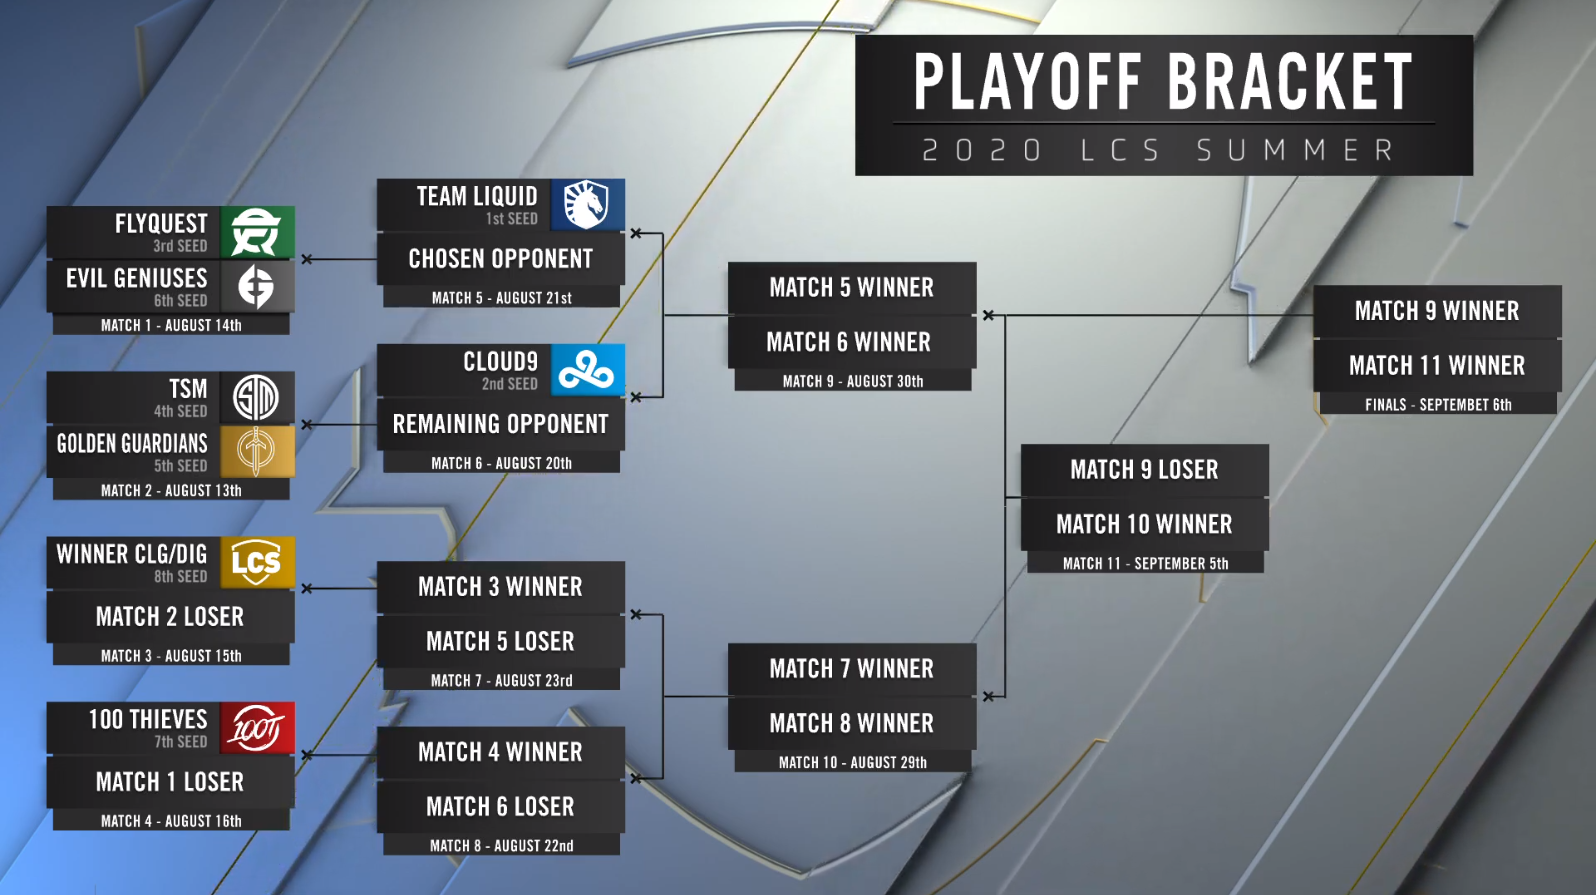 PLAYOFF BRACKET
2020 LCS SUMMER
FLYQUEST
3rd SEED
EVIL GENIUSES
6th SEED
MATCH 1 - AUGUST 14th
TSM
4th SEED
TSM
GOLDEN GUARDIANS
5th SEED
MATCH 2 - AUGUST 13th
WINNER CLG/DIG
8th SEED
LCS
MATCH 2 LOSER
MATCH 3 - AUGUST 15th
100 THIEVES
7th SEED
100T
MATCH 1 LOSER
MATCH 4 - AUGUST 16th
TEAM LIQUID
1st SEED
CHOSEN OPPONENT
MATCH 5 - AUGUST 21st
CLOUD9
2nd SEED
REMAINING OPPONENT
MATCH 6 - AUGUST 20th
MATCH 3 WINNER
MATCH 5 LOSER
MATCH 7 - AUGUST 23rd
MATCH 4 WINNER
MATCH 6 LOSER
MATCH 8 - AUGUST 22nd
MATCH 5 WINNER
MATCH 6 WINNER
MATCH 9 - AUGUST 30th
MATCH 7 WINNER
MATCH 8 WINNER
MATCH 10 - AUGUST 29th
MATCH 9 LOSER
MATCH 10 WINNER
MATCH 11 - SEPTEMBER 5th
MATCH 9 WINNER
MATCH 11 WINNER
FINALS - SEPTEMBET 6th